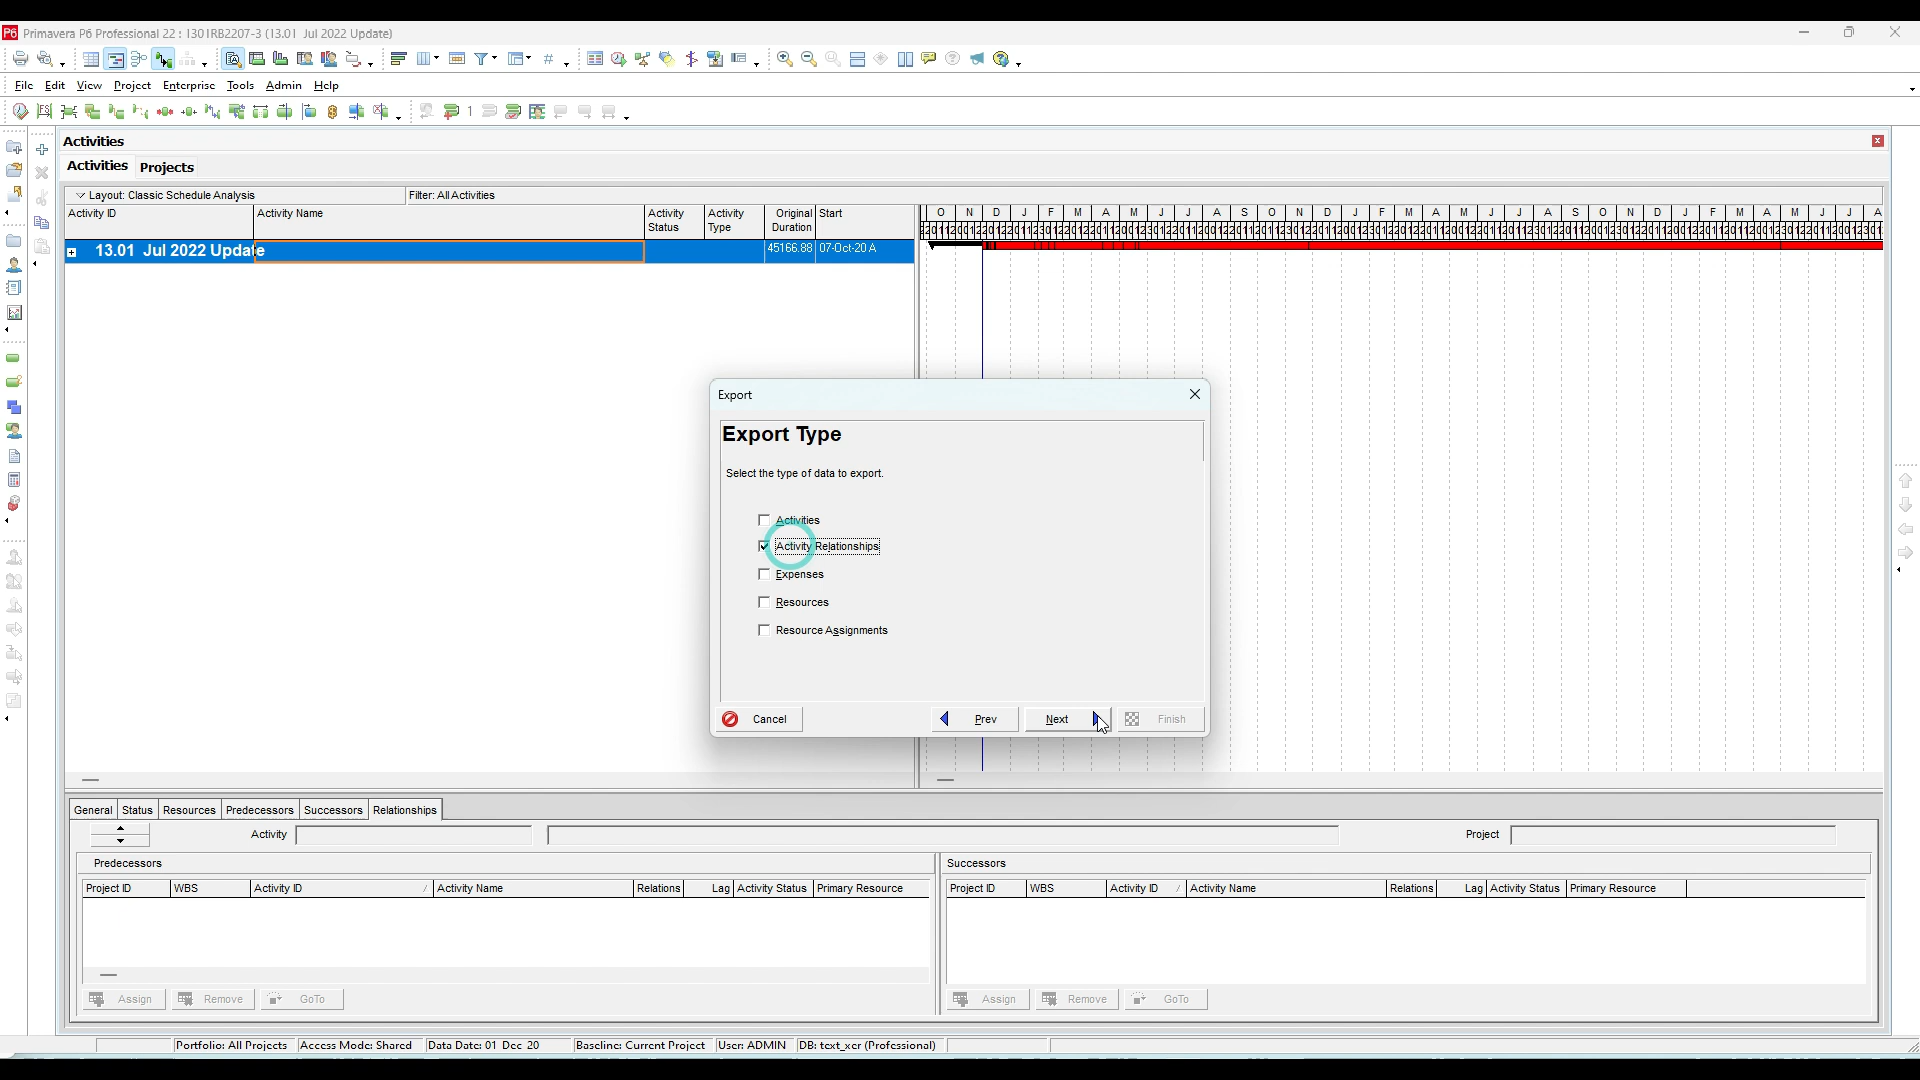 P6 Primavera P6 Professional 22 : 1301RB2207-3 (13.01 Jul 2022 Update)
File Edit View Project Enterprise Tools Admin Help
Activities
Activities Projects
Layout: Classic Schedule Analysis Filter: All Activities
Activity ID Activity Name Activity Status Activity Type Original Duration Start
O N D J F M A M J J A S O N D J F M A M J J A S O N D J F M A M J J A
13.01 Jul 2022 Update 45166.88 07-Oct-20 A
Export
Export Type
Select the type of data to export.
Activities
Activity Relationships
Expenses
Resources
Resource Assignments
Cancel Prev Next Finish
General Status Resources Predecessors Successors Relationships
Activity Project
Predecessors Successors
Project ID WBS Activity ID Activity Name Relations Lag Activity Status Primary Resource Project ID WBS Activity ID Activity Name Relations Lag Activity Status Primary Resource
Assign Remove GoTo Assign Remove GoTo
Portfolio: All Projects Access Mode: Shared Data Date: 01 Dec 20 Baseline: Current Project User: ADMIN DB: text_xer (Professional)